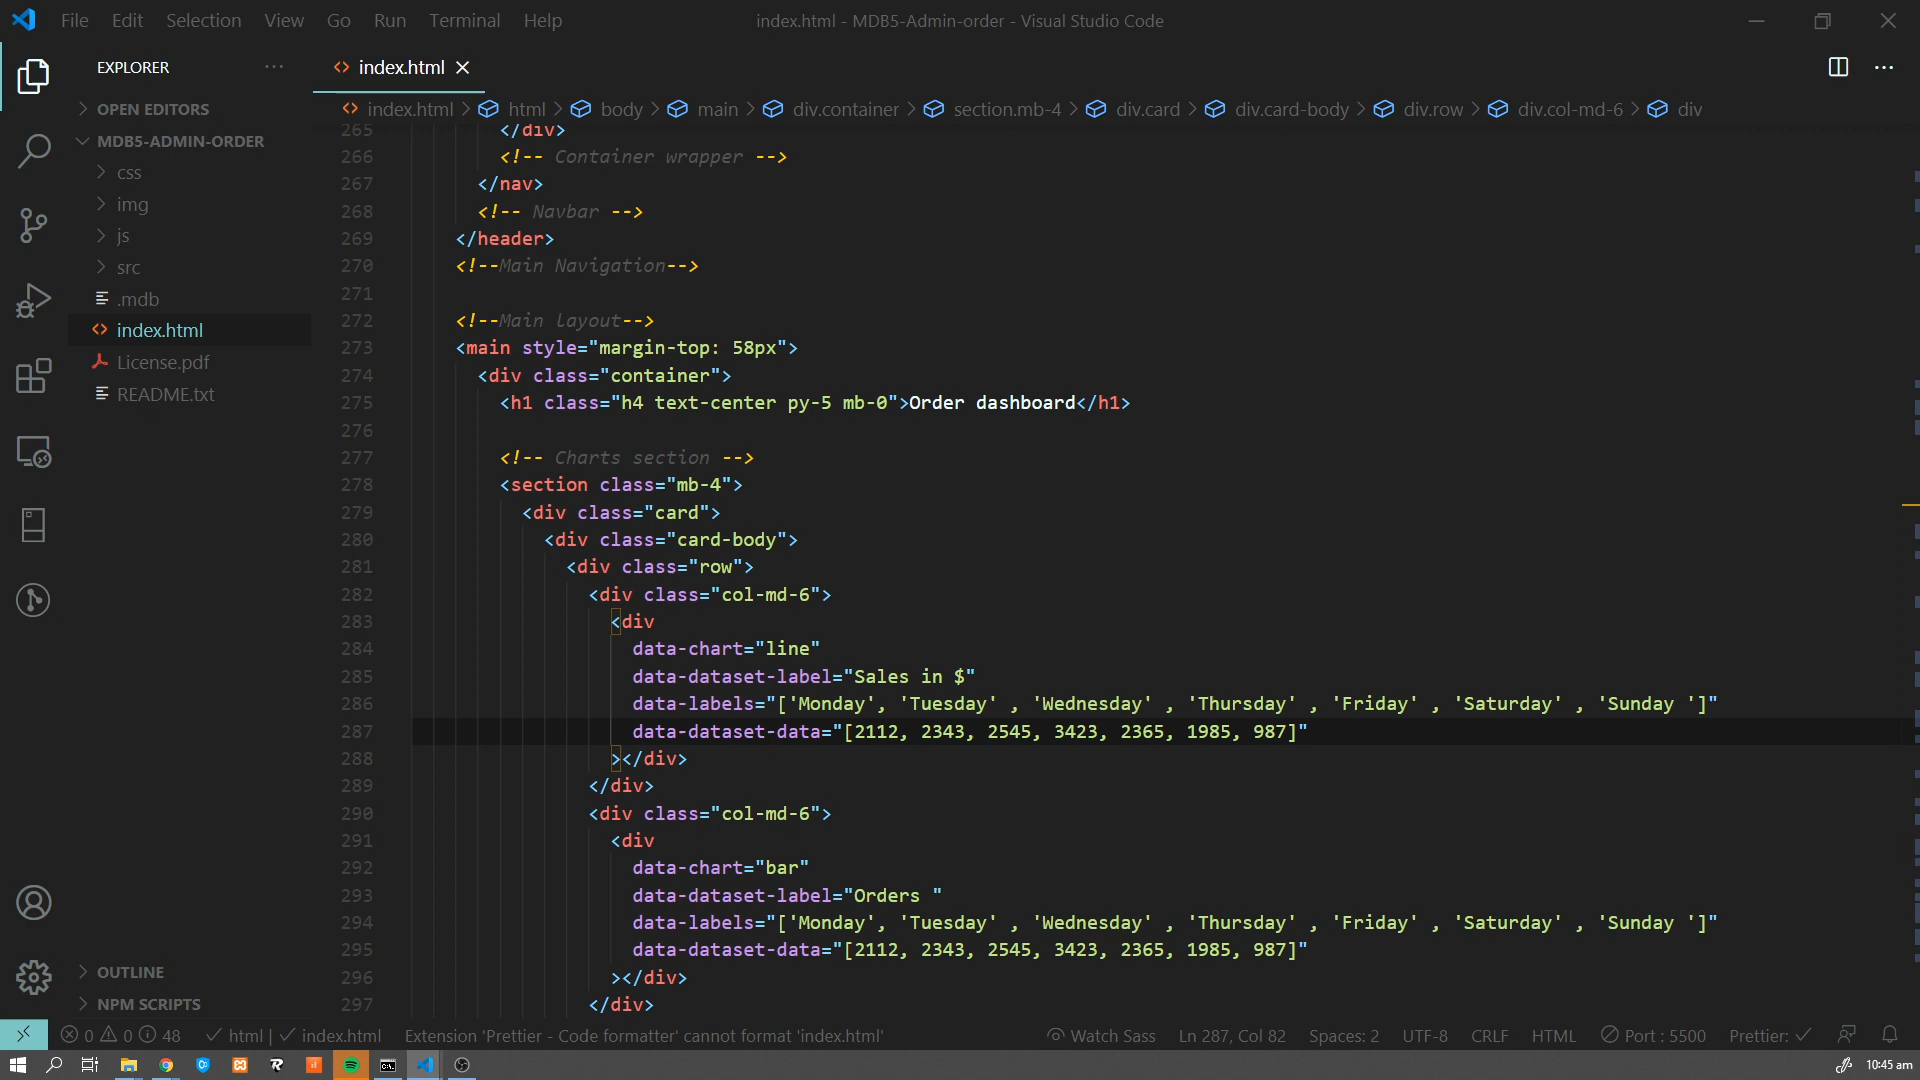 File Edit Selection View Go Run Terminal Help
index.html - MDB5-Admin-order - Visual Studio Code
EXPLORER
index.html
OPEN EDITORS
MDB5-ADMIN-ORDER
css
img
js
src
.mdb
index.html
License.pdf
README.txt
OUTLINE
NPM SCRIPTS
index.html > html > body > main > div.container > section.mb-4 > div.card > div.card-body > div.row > div.col-md-6 > div
265 </div>
266 <!-- Container wrapper -->
267 </nav>
268 <!-- Navbar -->
269 </header>
270 <!--Main Navigation-->
271
272 <!--Main layout-->
273 <main style="margin-top: 58px">
274 <div class="container">
275 <h1 class="h4 text-center py-5 mb-0">Order dashboard</h1>
276
277 <!-- Charts section -->
278 <section class="mb-4">
279 <div class="card">
280 <div class="card-body">
281 <div class="row">
282 <div class="col-md-6">
283 <div
284 data-chart="line"
285 data-dataset-label="Sales in $"
286 data-labels="['Monday', 'Tuesday' , 'Wednesday' , 'Thursday' , 'Friday' , 'Saturday' , 'Sunday ']"
287 data-dataset-data="[2112, 2343, 2545, 3423, 2365, 1985, 987]"
288 ></div>
289 </div>
290 <div class="col-md-6">
291 <div
292 data-chart="bar"
293 data-dataset-label="Orders "
294 data-labels="['Monday', 'Tuesday' , 'Wednesday' , 'Thursday' , 'Friday' , 'Saturday' , 'Sunday ']"
295 data-dataset-data="[2112, 2343, 2545, 3423, 2365, 1985, 987]"
296 ></div>
297 </div>
0 0 48 html | index.html Extension 'Prettier - Code formatter' cannot format 'index.html' Watch Sass Ln 287, Col 82 Spaces: 2 UTF-8 CRLF HTML Port : 5500 Prettier:
10:45 am